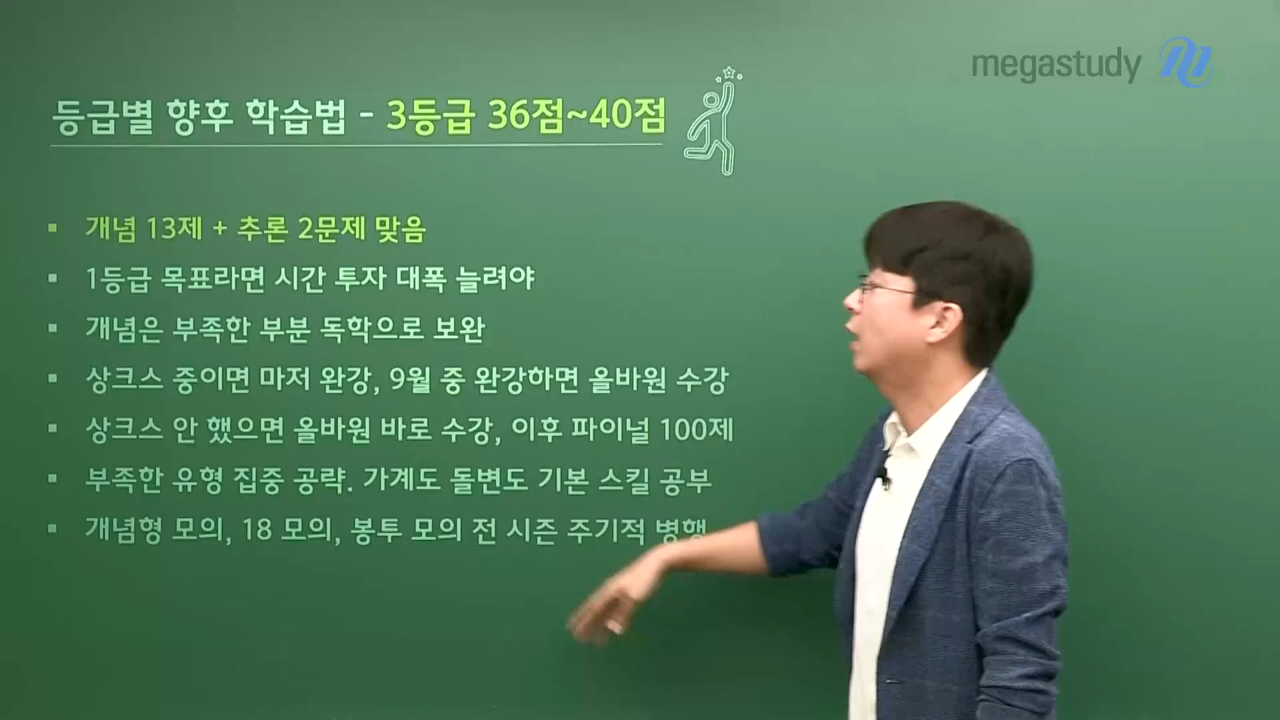 megastudy
등급별 향후 학습법 - 3등급 36점~40점
▪ 개념 13제 + 추론 2문제 맞음
▪ 1등급 목표라면 시간 투자 대폭 늘려야
▪ 개념은 부족한 부분 독학으로 보완
▪ 상크스 중이면 마저 완강, 9월 중 완강하면 올바원 수강
▪ 상크스 안 했으면 올바원 바로 수강, 이후 파이널 100제
▪ 부족한 유형 집중 공략. 가계도 돌변도 기본 스킬 공부
▪ 개념형 모의, 18 모의, 봉투 모의 전 시즌 주기적 병행